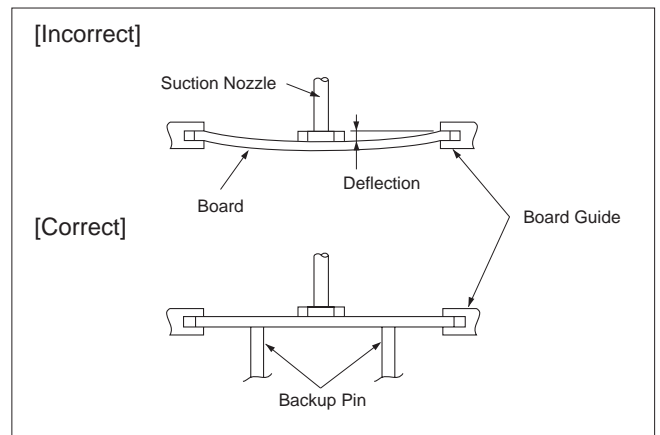 [Incorrect]
Suction Nozzle
Deflection
Board
Board Guide
[Correct]
Backup Pin